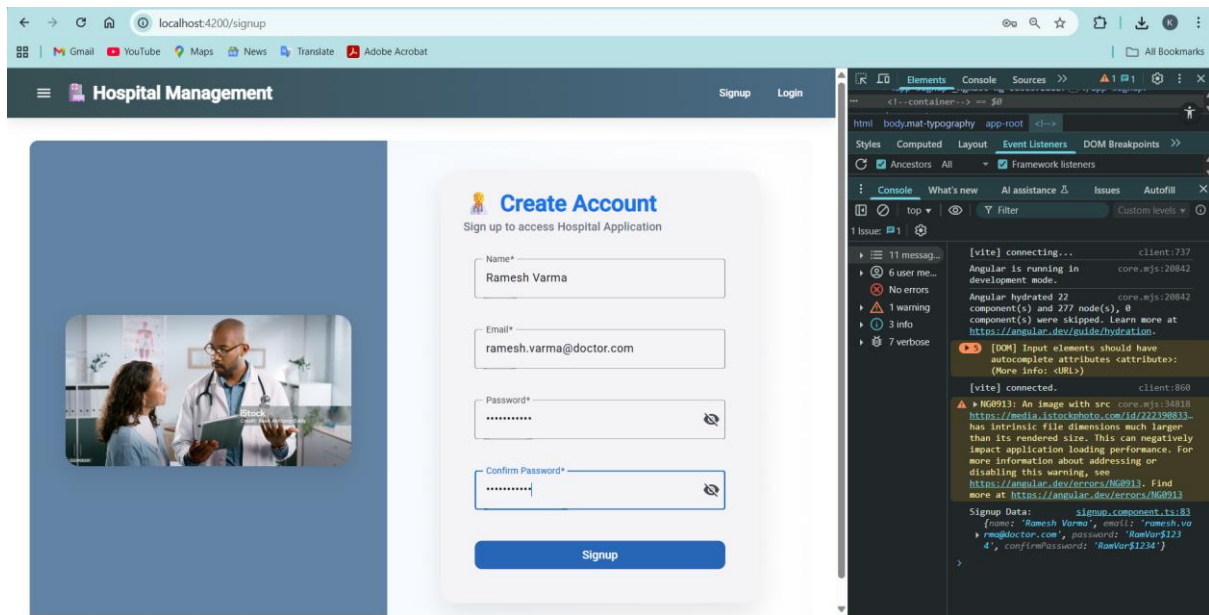 localhost:4200/signup
Gmail YouTube Maps News Translate Adobe Acrobat All Bookmarks
K
Hospital Management
Signup Login
Create Account
Sign up to access Hospital Application
Name*
Ramesh Varma
Email*
ramesh.varma@doctor.com
Password*
•••••••••••
Confirm Password*
•••••••••••
Signup
iStock
Elements Console Sources 1 1
<!--container--> == $0
html body.mat-typography app-root <!-->
Styles Computed Layout Event Listeners DOM Breakpoints
Ancestors All Framework listeners
Console What's new AI assistance Issues Autofill
top Filter Custom levels
1 Issue: 1
11 messag...
6 user me...
No errors
1 warning
3 info
7 verbose
[vite] connecting... client:737
Angular is running in core.mjs:20842
development mode.
Angular hydrated 22 core.mjs:20842
component(s) and 277 node(s), 0
component(s) were skipped. Learn more at
https://angular.dev/guide/hydration.
5 [DOM] Input elements should have
autocomplete attributes <attribute>:
(More info: <URL>)
[vite] connected. client:860
NG0913: An image with src core.mjs:34818
https://media.istockphoto.com/id/222390833…
has intrinsic file dimensions much larger
than its rendered size. This can negatively
impact application loading performance. For
more information about addressing or
disabling this warning, see
https://angular.dev/errors/NG0913. Find
more at https://angular.dev/errors/NG0913
Signup Data: signup.component.ts:83
{name: 'Ramesh Varma', email: 'ramesh.va
rma@doctor.com', password: 'RamVar$123
4', confirmPassword: 'RamVar$1234'}